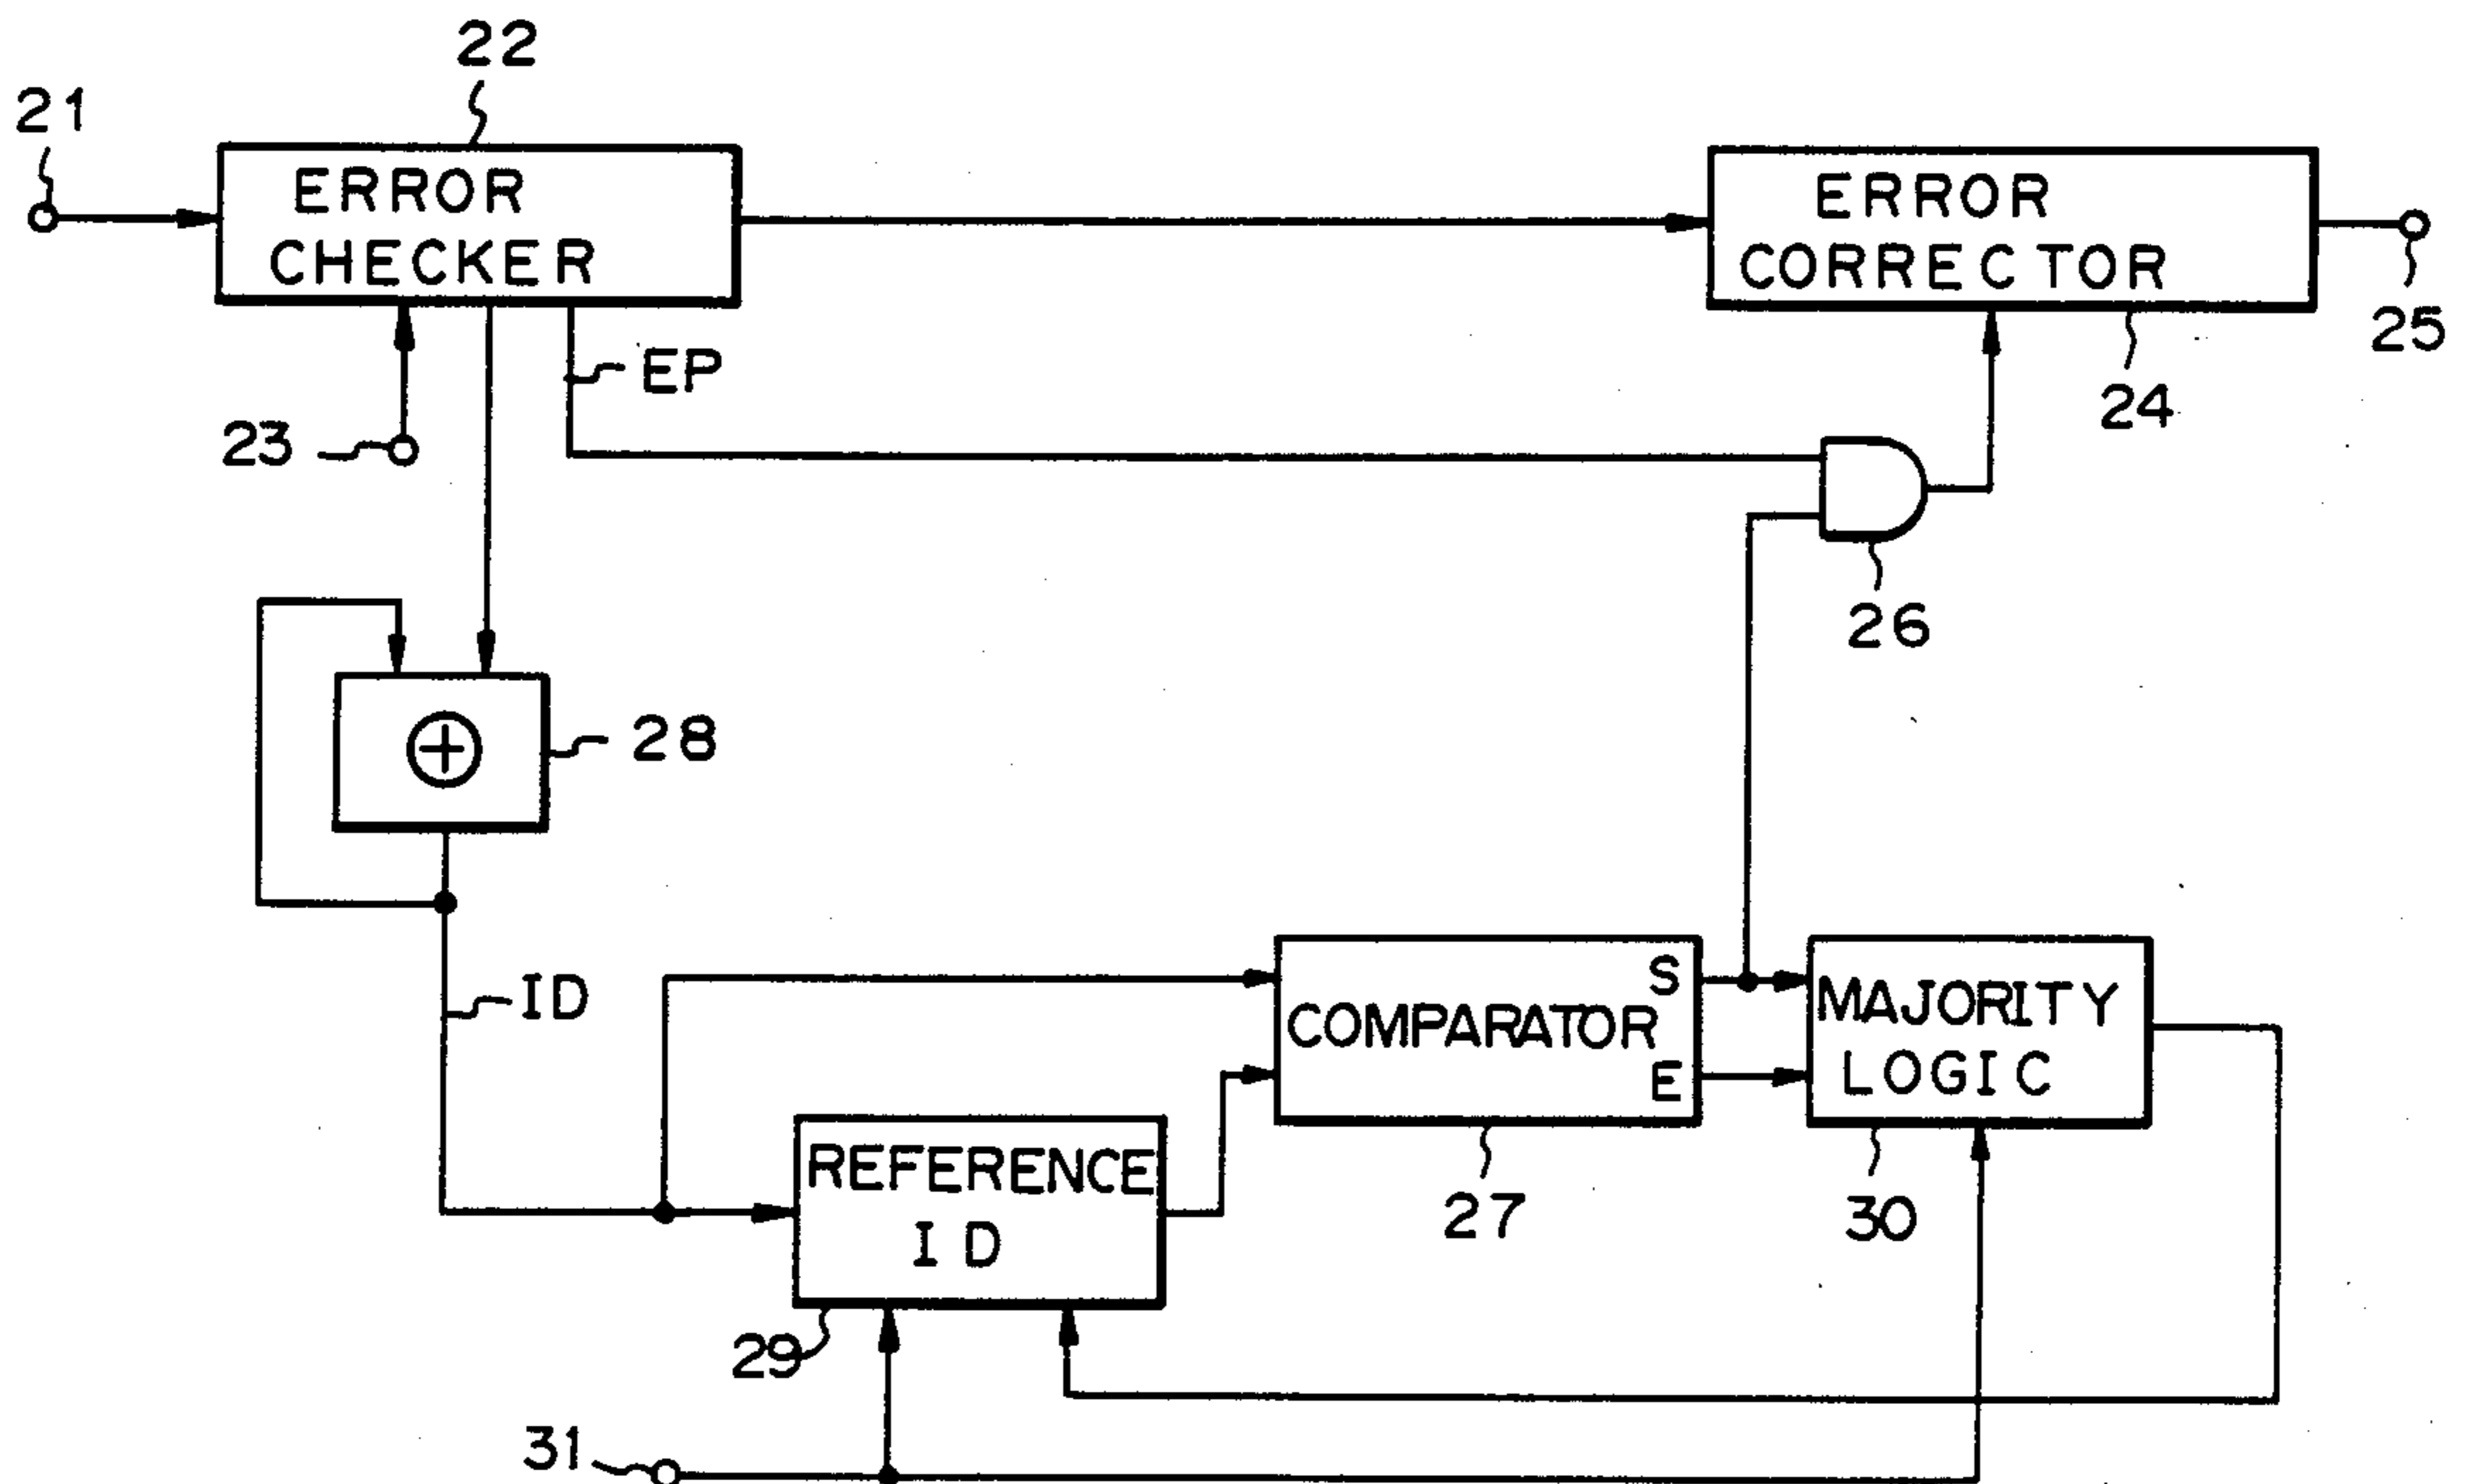 22
21
ERROR
CHECKER
ERROR
CORRECTOR
25
EP
24
23
26
28
ID
S
COMPARATOR
E
MAJORITY
LOGIC
REFERENCE
ID
27
30
29
31